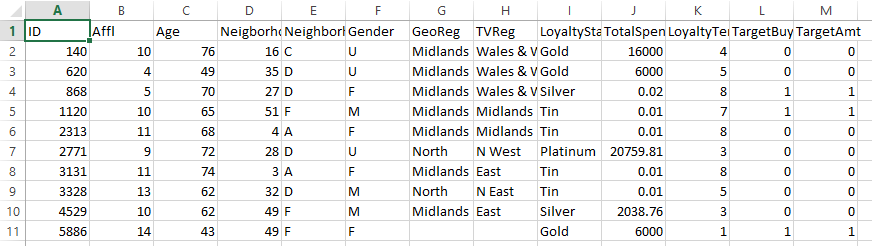 A B C D E F G H I J K L M
1 ID Affl Age Neigborho Neighbor Gender GeoReg TVReg LoyaltySta TotalSpen LoyaltyTer TargetBuy TargetAmt
2 140 10 76 16 C U Midlands Wales & W Gold 16000 4 0 0
3 620 4 49 35 D U Midlands Wales & W Gold 6000 5 0 0
4 868 5 70 27 D F Midlands Wales & W Silver 0.02 8 1 1
5 1120 10 65 51 F M Midlands Midlands Tin 0.01 7 1 1
6 2313 11 68 4 A F Midlands Midlands Tin 0.01 8 0 0
7 2771 9 72 28 D U North N West Platinum 20759.81 3 0 0
8 3131 11 74 3 A F Midlands East Tin 0.01 8 0 0
9 3328 13 62 32 D M North N East Tin 0.01 5 0 0
10 4529 10 62 49 F M Midlands East Silver 2038.76 3 0 0
11 5886 14 43 49 F F Gold 6000 1 1 1